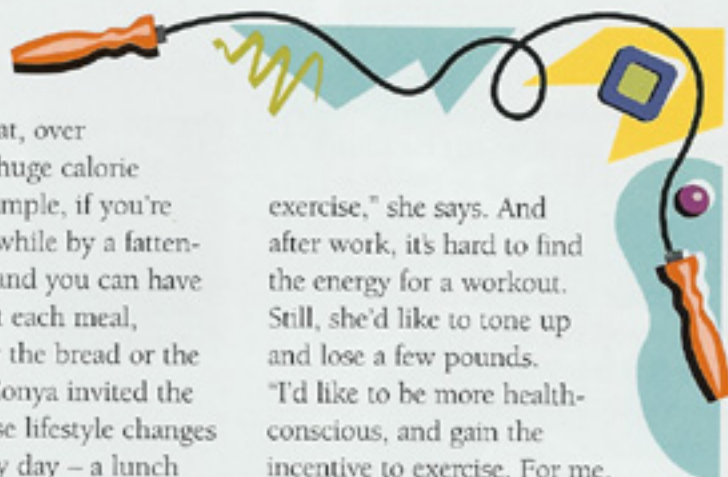 at, over
huge calorie
mple, if you're
while by a fatten-
and you can have
t each meal,
the bread or the
onya invited the
se lifestyle changes
y day – a lunch
exercise," she says. And
after work, it's hard to find
the energy for a workout.
Still, she'd like to tone up
and lose a few pounds.
"I'd like to be more health-
conscious, and gain the
incentive to exercise. For me,